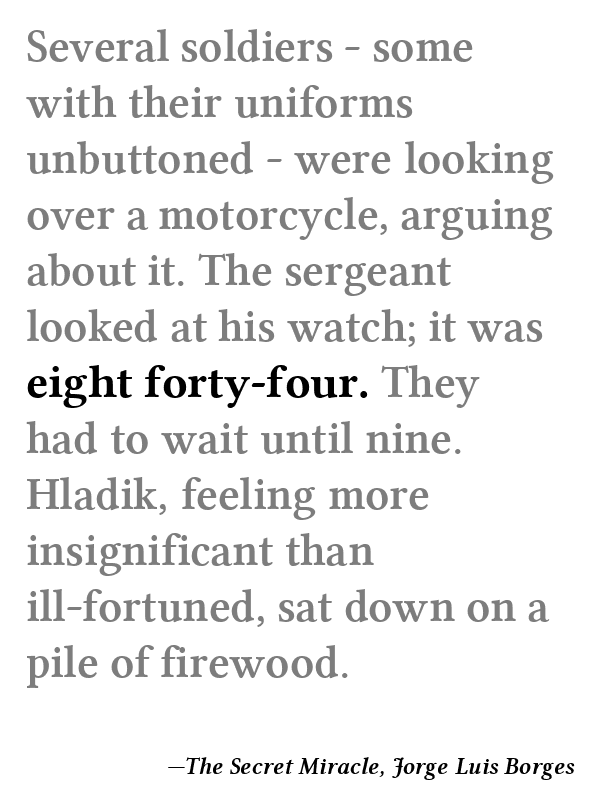 Several soldiers - some
with their uniforms
unbuttoned - were looking
over a motorcycle, arguing
about it. The sergeant
looked at his watch; it was
eight forty-four. They
had to wait until nine.
Hladik, feeling more
insignificant than
ill-fortuned, sat down on a
pile of firewood.
—The Secret Miracle, Jorge Luis Borges